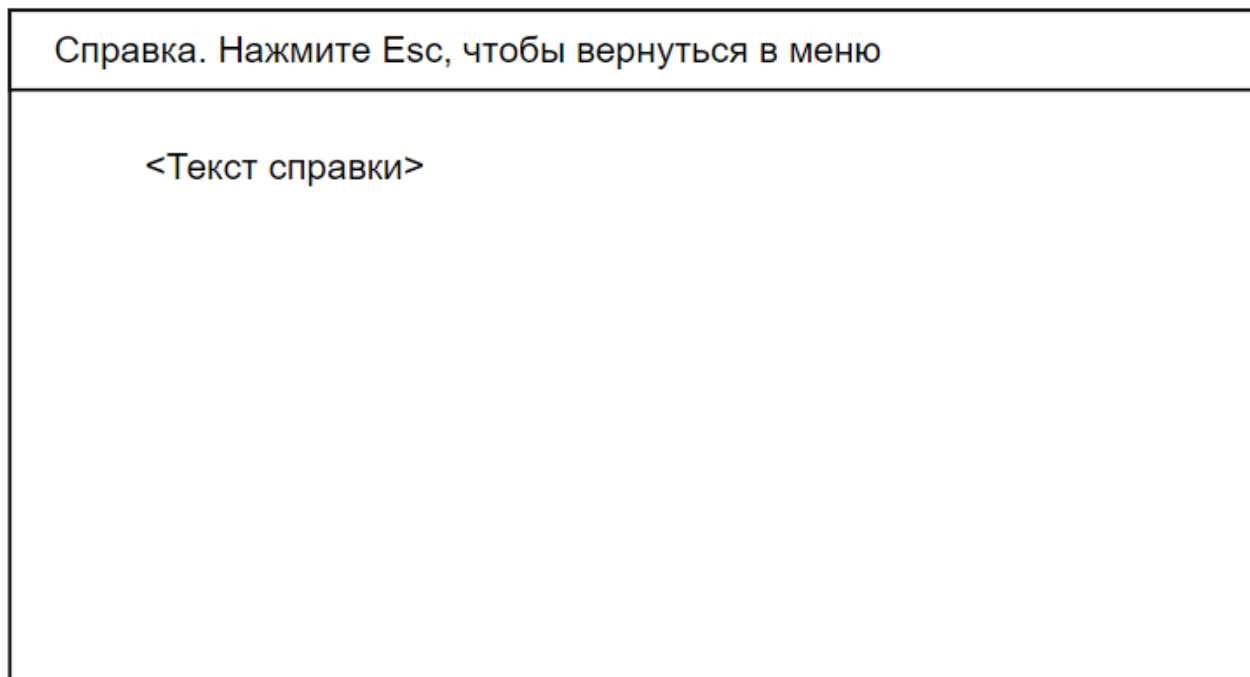 Справка. Нажмите Esc, чтобы вернуться в меню
<Текст справки>